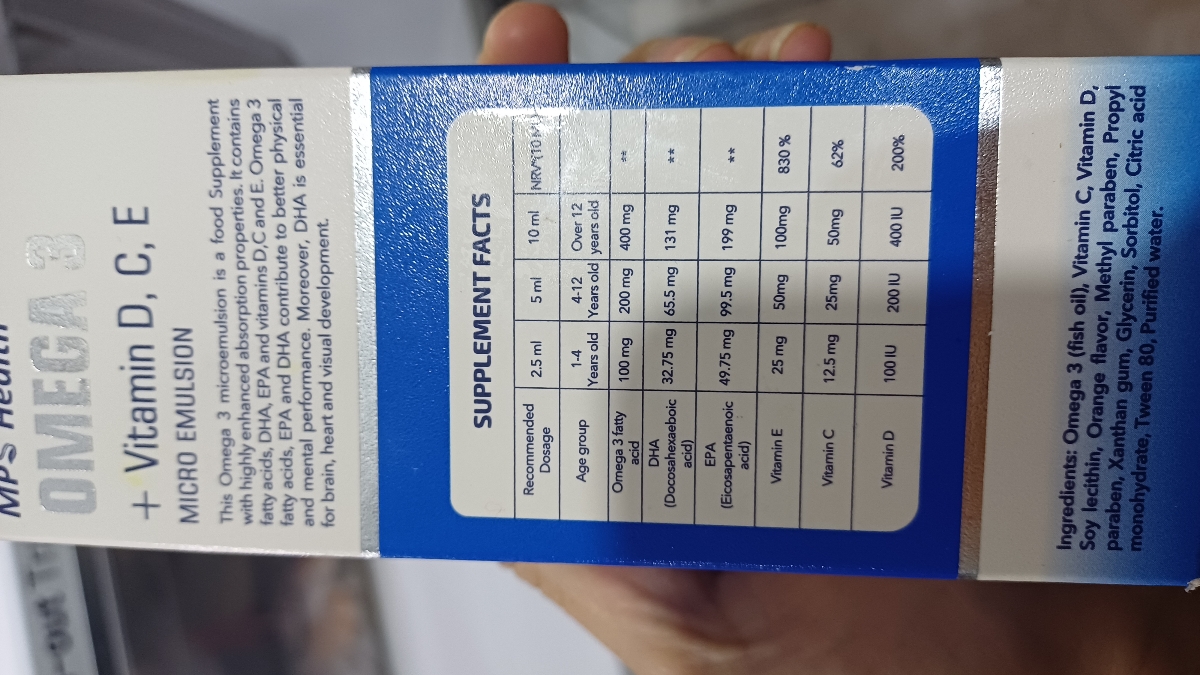 MPS Health
OMEGA 3
+ Vitamin D, C, E
MICRO EMULSION
This Omega 3 microemulsion is a food Supplement
with highly enhanced absorption properties. It contains
fatty acids, DHA, EPA and vitamins D,C and E. Omega 3
fatty acids, EPA and DHA contribute to better physical
and mental performance. Moreover, DHA is essential
for brain, heart and visual development.
SUPPLEMENT FACTS
Recommended Dosage 2.5 ml 5 ml 10 ml NRV*(10 ML)
Age group 1-4 Years old 4-12 Years old Over 12 years old
Omega 3 fatty acid 100 mg 200 mg 400 mg **
DHA (Docosahexaeboic acid) 32.75 mg 65.5 mg 131 mg **
EPA (Eicosapentaenoic acid) 49.75 mg 99.5 mg 199 mg **
Vitamin E 25 mg 50mg 100mg 830 %
Vitamin C 12.5 mg 25mg 50mg 62%
Vitamin D 100 IU 200 IU 400 IU 200%
Ingredients: Omega 3 (fish oil), Vitamin C, Vitamin D,
Soy lecithin, Orange flavor, Methyl paraben, Propyl
paraben, Xanthan gum, Glycerin, Sorbitol, Citric acid
monohydrate, Tween 80, Purified water.